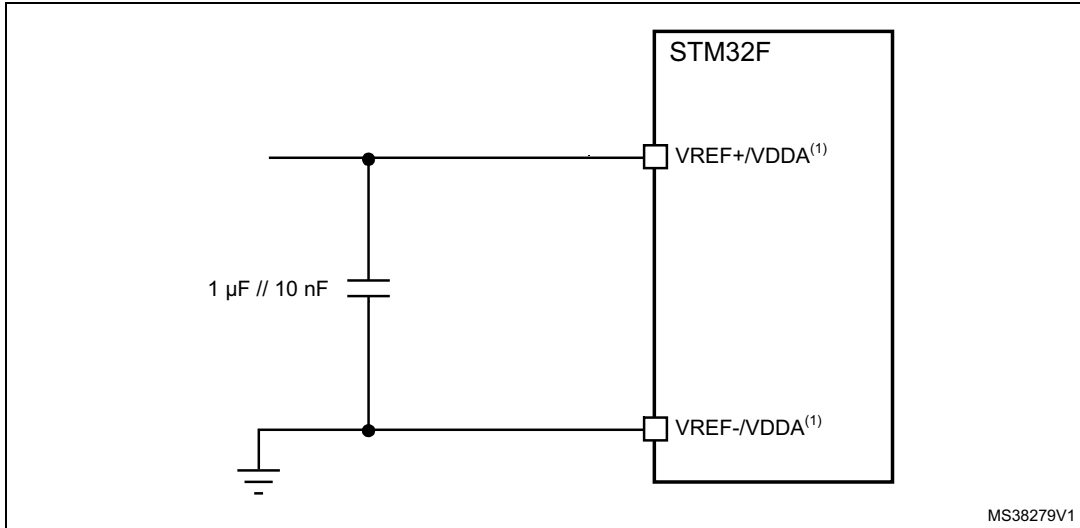 STM32F
VREF+/VDDA(1)
1 µF // 10 nF
VREF-/VDDA(1)
MS38279V1